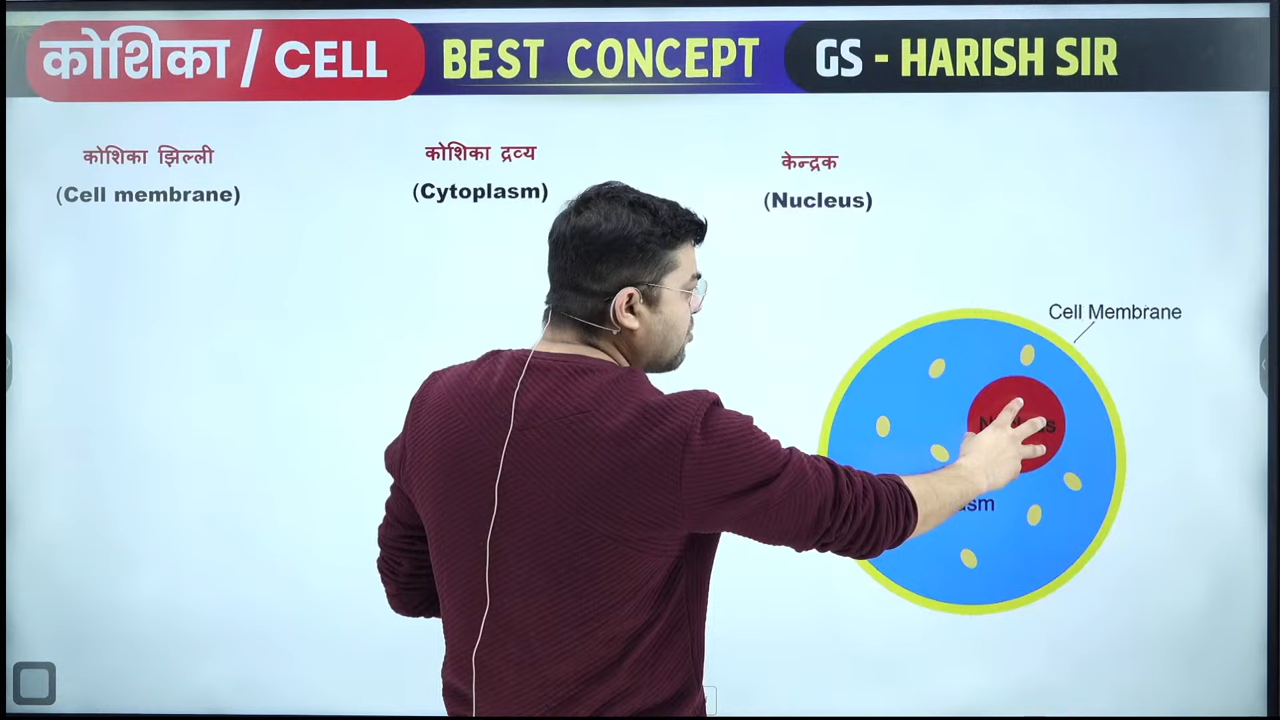 कोशिका / CELL
BEST CONCEPT
GS - HARISH SIR
कोशिका झिल्ली
(Cell membrane)
कोशिका द्रव्य
(Cytoplasm)
केन्द्रक
(Nucleus)
Cell Membrane